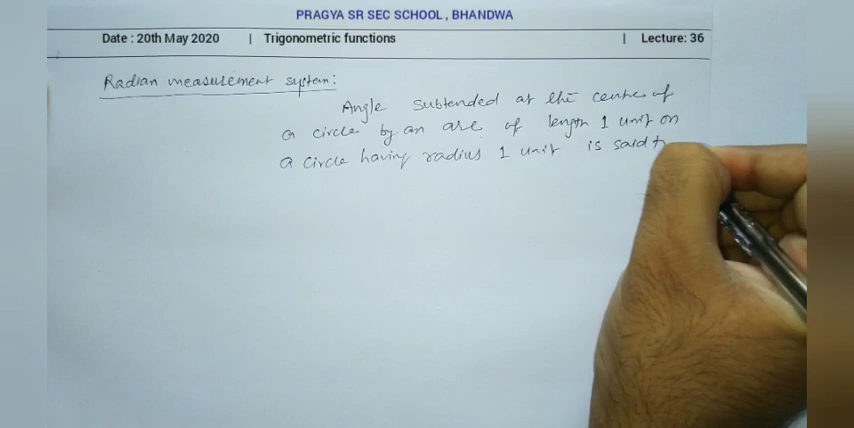 PRAGYA SR SEC SCHOOL, BHANDWA
Date : 20th May 2020 | Trigonometric functions | Lecture: 36
Radian measurement system:
Angle subtended at the centre of
a circle by an arc of length 1 unit on
a circle having radius 1 unit is said t